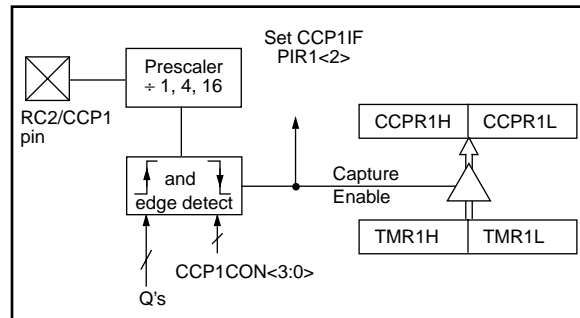 Set CCP1IF
PIR1<2>
Prescaler
÷ 1, 4, 16
RC2/CCP1
pin
CCPR1H
CCPR1L
and
edge detect
Capture
Enable
TMR1H
TMR1L
CCP1CON<3:0>
Q's